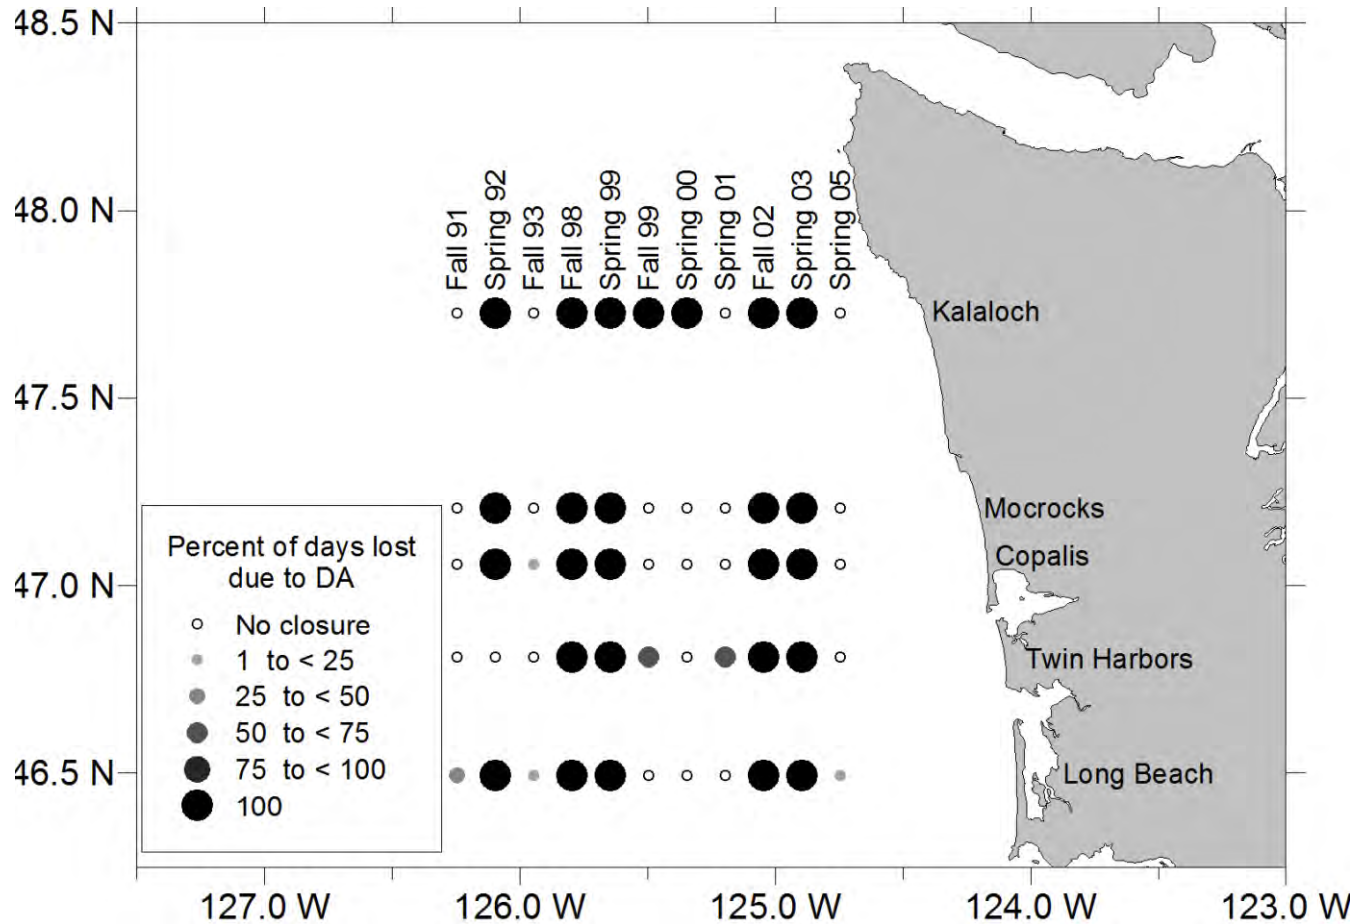 48.5 N
48.0 N
47.5 N
47.0 N
46.5 N
Fall 91
Spring 92
Fall 93
Fall 98
Spring 99
Fall 99
Spring 00
Spring 01
Fall 02
Spring 03
Spring 05
Kalaloch
Mocrocks
Copalis
Twin Harbors
Long Beach
Percent of days lost
due to DA
No closure
1 to < 25
25 to < 50
50 to < 75
75 to < 100
100
127.0 W
126.0 W
125.0 W
124.0 W
123.0 W